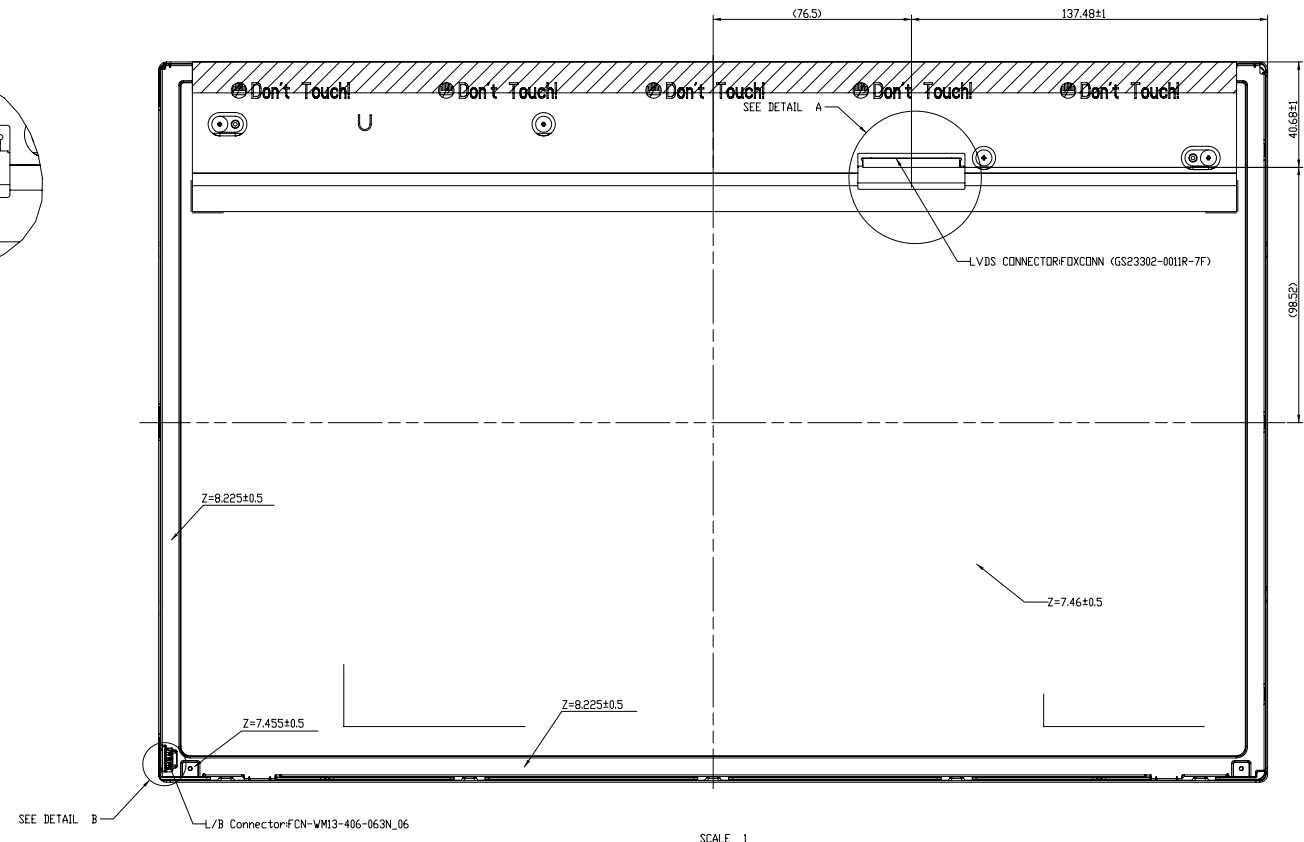 (76.5)
137.48±1
Don't Touch!
Don't Touch!
Don't Touch!
Don't Touch!
Don't Touch!
SEE DETAIL A
40.68±1
LVDS CONNECTOR:FOXCONN (GS23302-0011R-7F)
(98.52)
Z=8.225±0.5
Z=7.46±0.5
Z=8.225±0.5
Z=7.455±0.5
SEE DETAIL B
L/B Connector:FCN-WM13-406-063N_06
SCALE 1